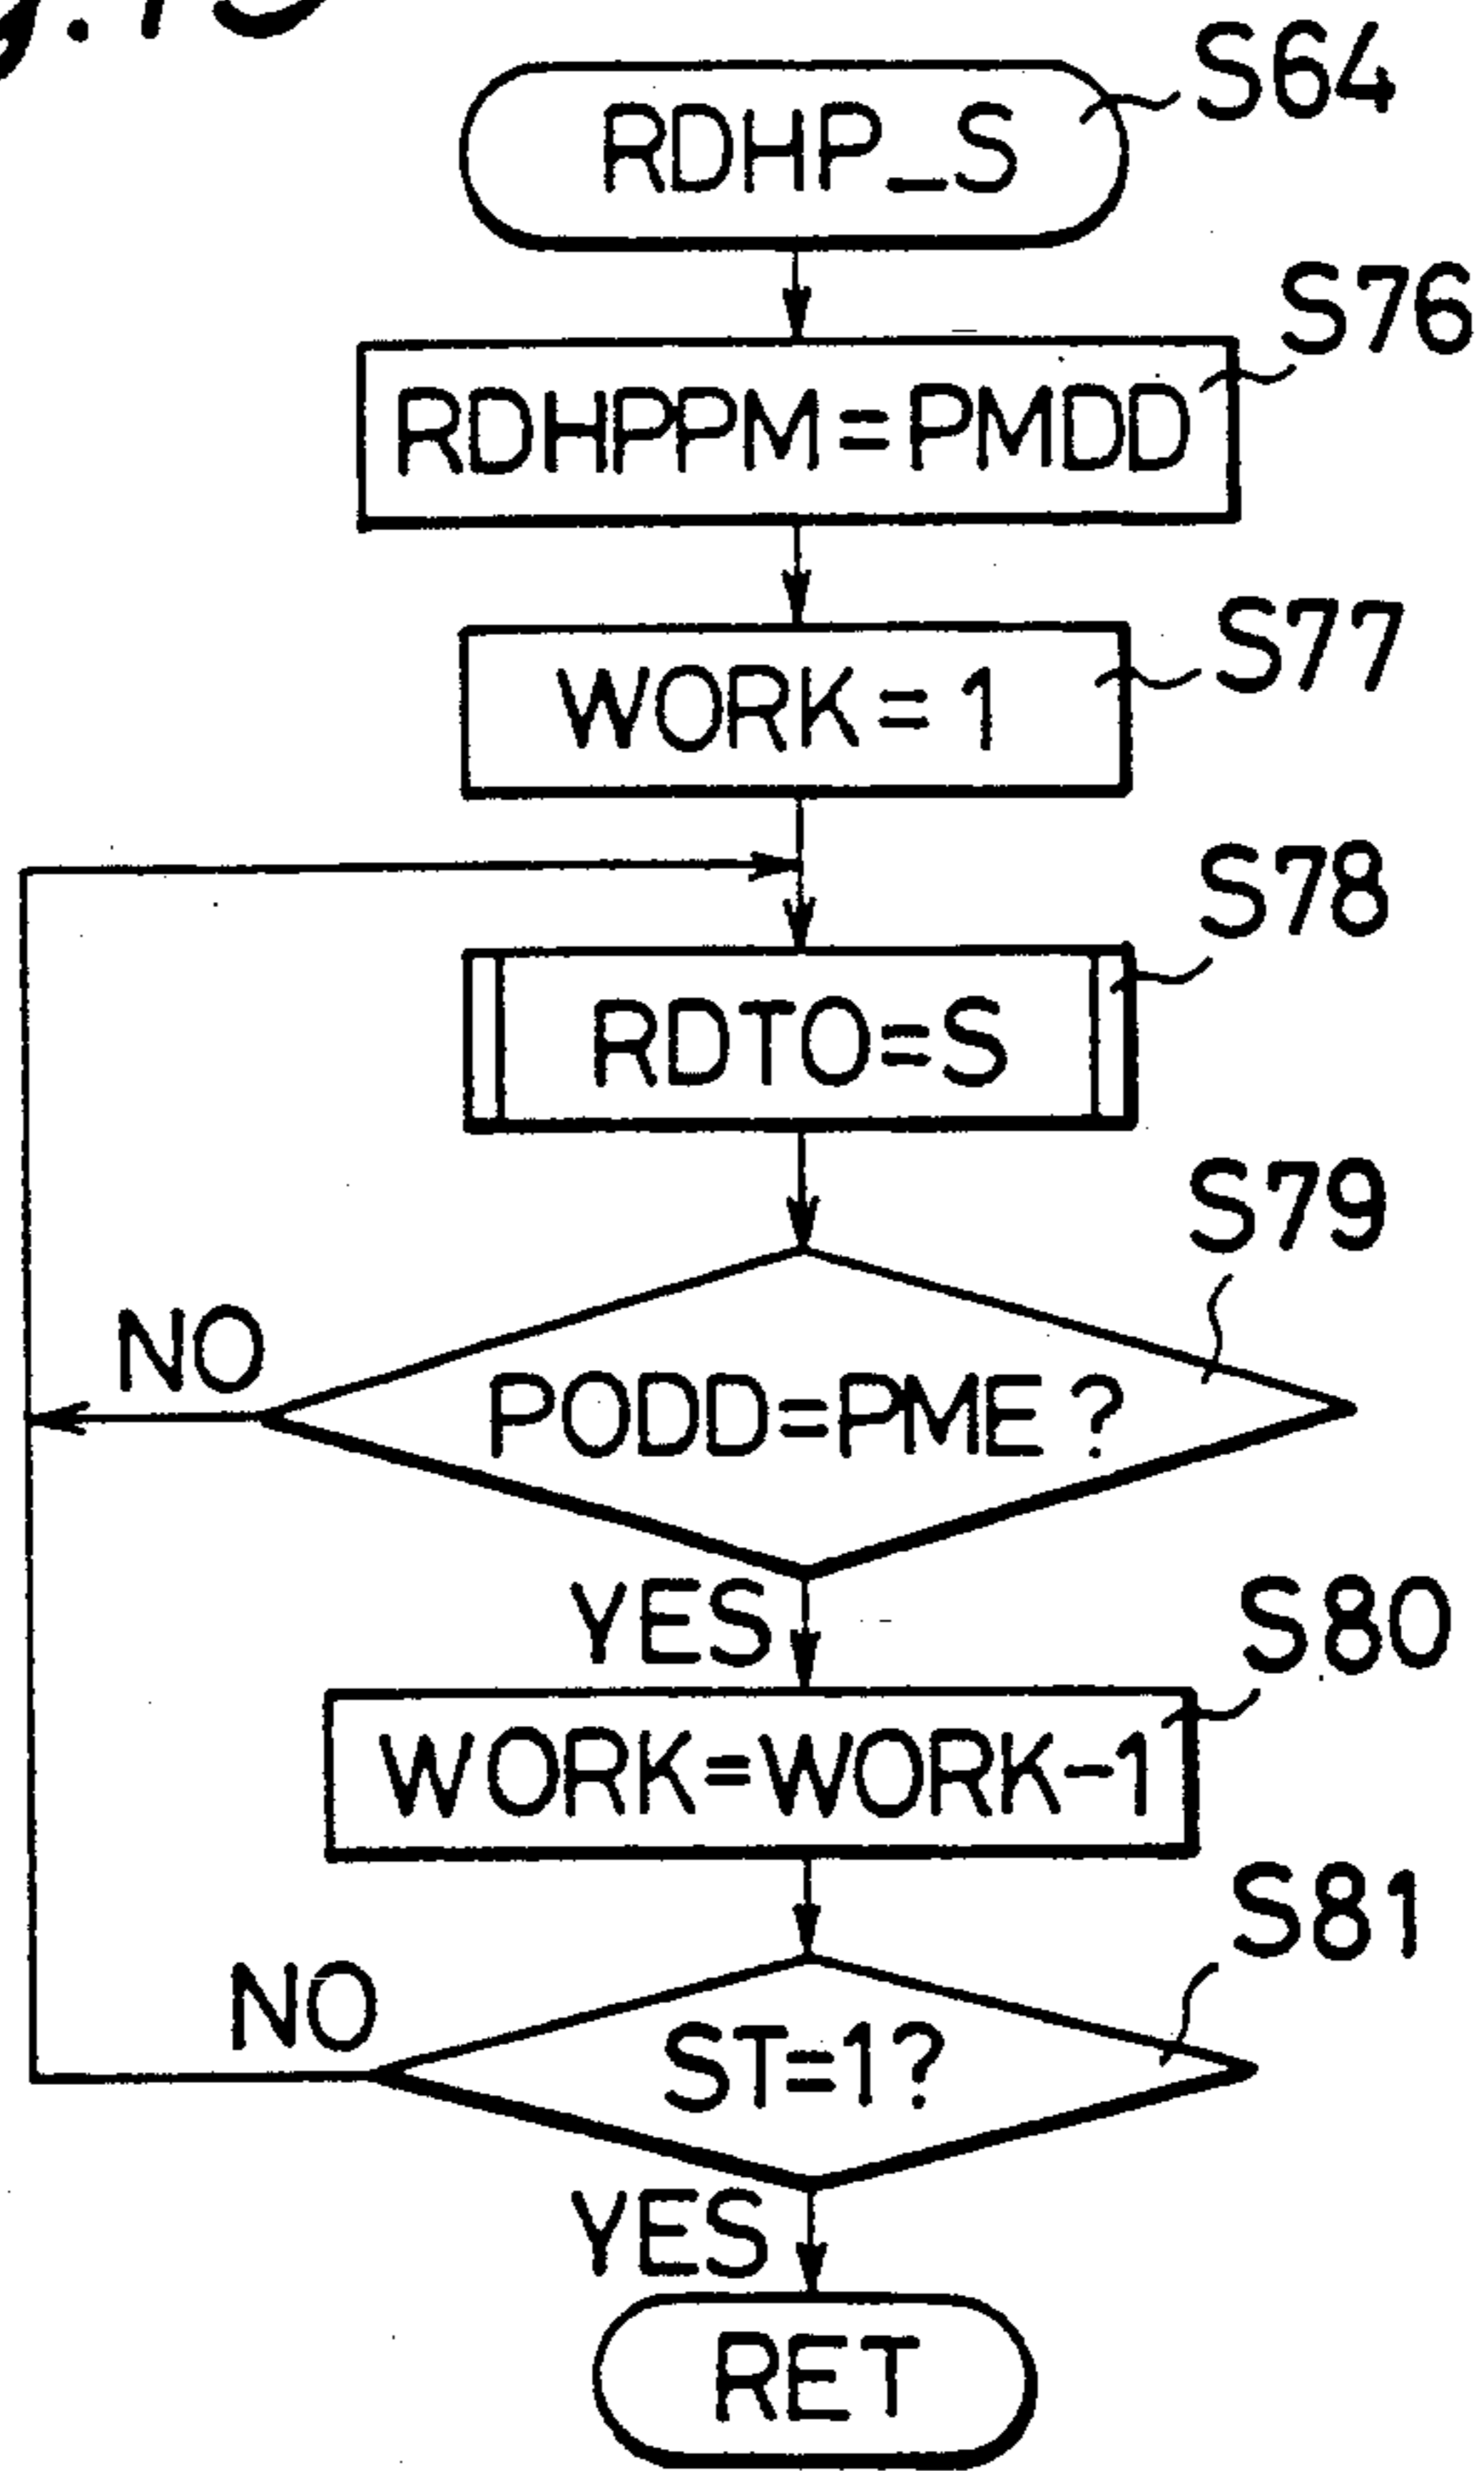 S64
RDHP_S
S76
RDHPPM=PMDD
S77
WORK=1
S78
RDTO=S
S79
NO
PODD=PME?
YES
S80
WORK=WORK-1
S81
NO
ST=1?
YES
RET